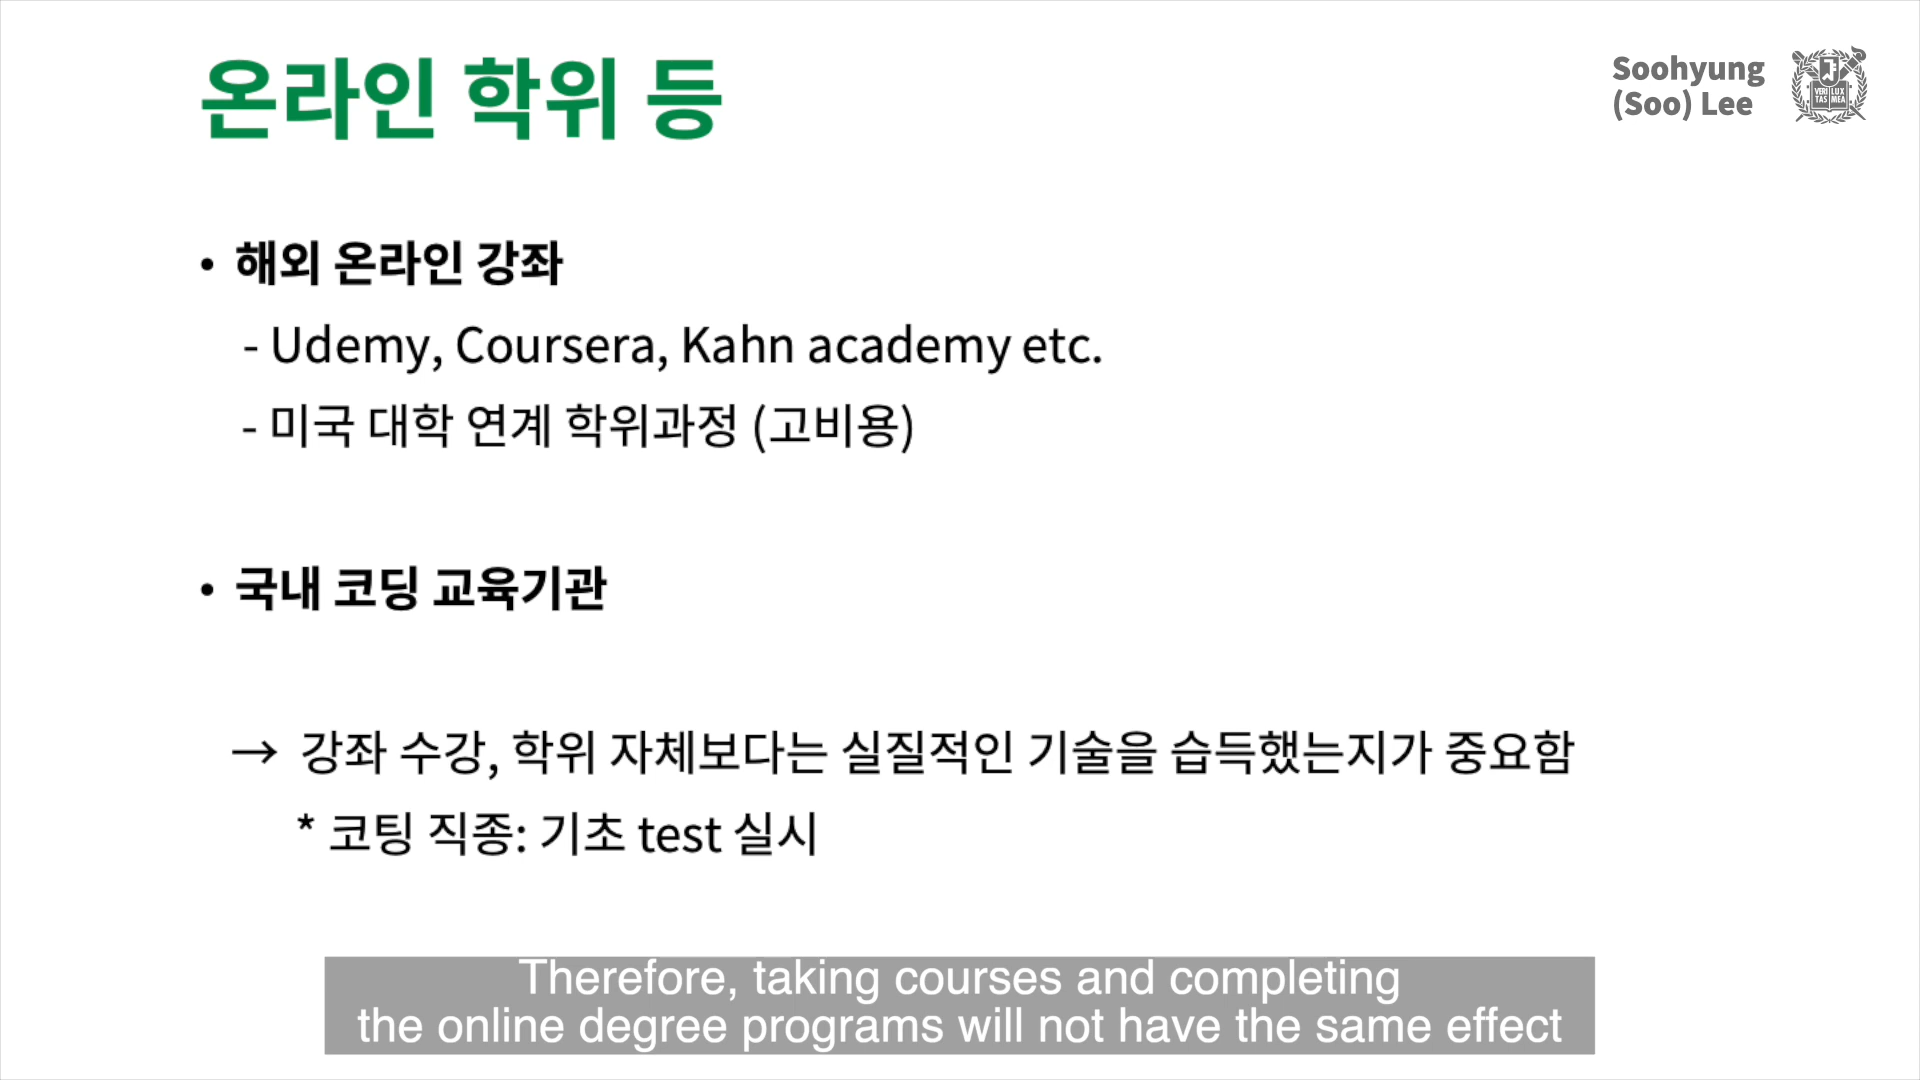 온라인 학위 등
Soohyung
(Soo) Lee
VERI LUX
TAS MEA
• 해외 온라인 강좌
- Udemy, Coursera, Kahn academy etc.
- 미국 대학 연계 학위과정 (고비용)
• 국내 코딩 교육기관
→ 강좌 수강, 학위 자체보다는 실질적인 기술을 습득했는지가 중요함
* 코팅 직종: 기초 test 실시
Therefore, taking courses and completing
the online degree programs will not have the same effect